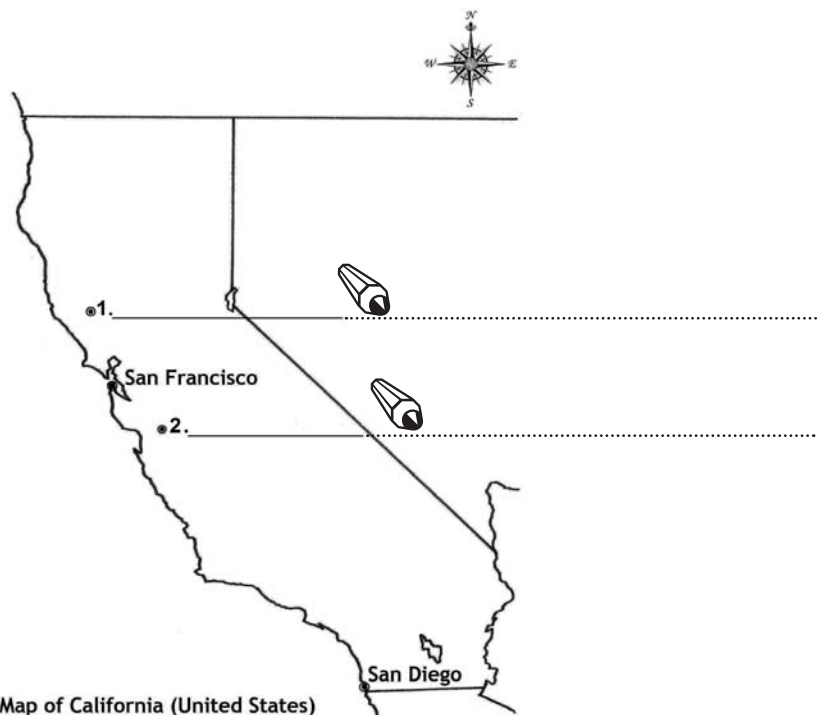 N
W E
S
1.
San Francisco
2.
San Diego
Map of California (United States)